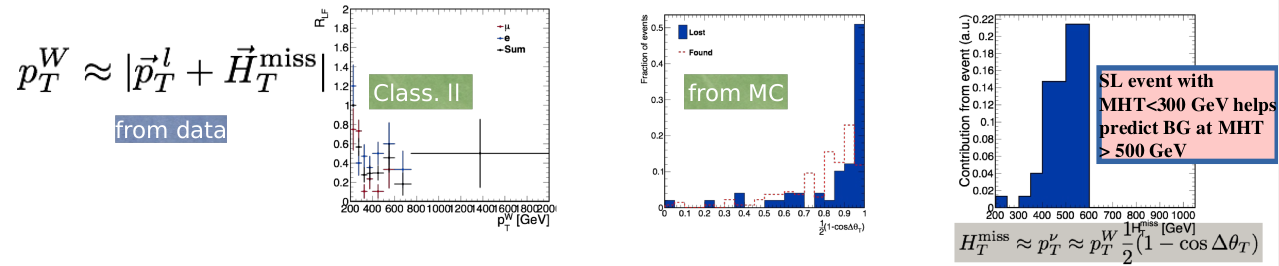 p_T^W ≈ |p⃗_T^l + H⃗_T^miss|
from data
R_LF
2
1.8
1.6
1.4
1.2
1
0.8
0.6
0.4
0.2
0
μ
e
Sum
Class. II
200 400 600 800 1000 1200 1400 1600 1800 200
p_T^W [GeV]
Fraction of events
0.5
0.4
0.3
0.2
0.1
0
Lost
Found
from MC
0 0.1 0.2 0.3 0.4 0.5 0.6 0.7 0.8 0.9 1
½(1-cosΔθ_T)
Contribution from event (a.u.)
0.22
0.2
0.18
0.16
0.14
0.12
0.1
0.08
0.06
0.04
0.02
0
SL event with
MHT<300 GeV helps
predict BG at MHT
> 500 GeV
200 300 400 500 600 700 800 900 1000
H_T^miss [GeV]
H_T^miss ≈ p_T^ν ≈ p_T^W ½(1 − cos Δθ_T)